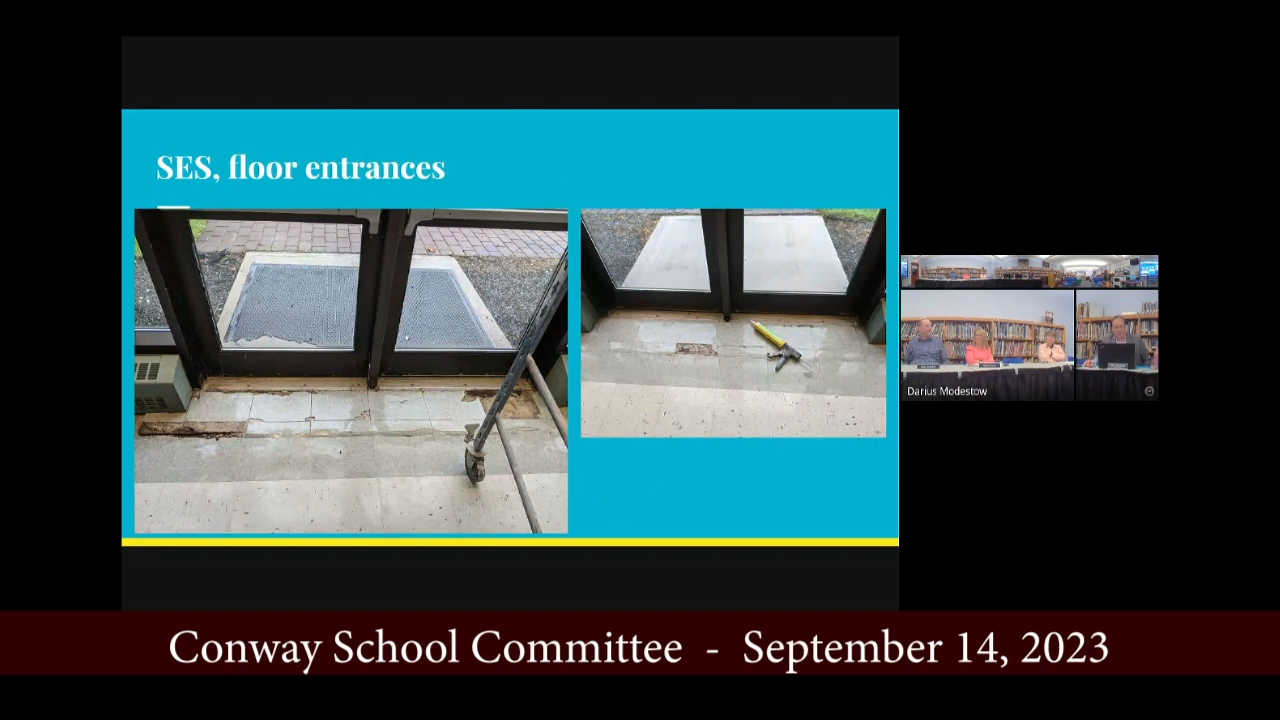 SES, floor entrances
Darius Modestow
Conway School Committee - September 14, 2023